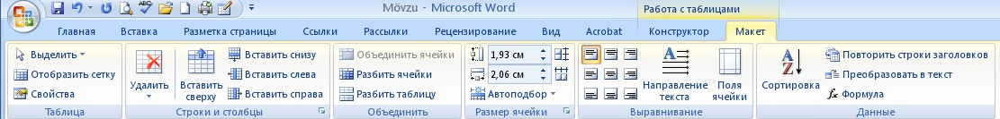 Mövzu - Microsoft Word
Работа с таблицами
Главная Вставка Разметка страницы Ссылки Рассылки Рецензирование Вид Acrobat Конструктор Макет
Выделить
Отобразить сетку
Свойства
Таблица
Удалить
Вставить сверху
Вставить снизу
Вставить слева
Вставить справа
Строки и столбцы
Объединить ячейки
Разбить ячейки
Разбить таблицу
Объединить
1,93 см
2,06 см
Автоподбор
Размер ячейки
Направление
текста
Поля
ячейки
Выравнивание
А
Я
Сортировка
Повторить строки заголовков
Преобразовать в текст
fx Формула
Данные